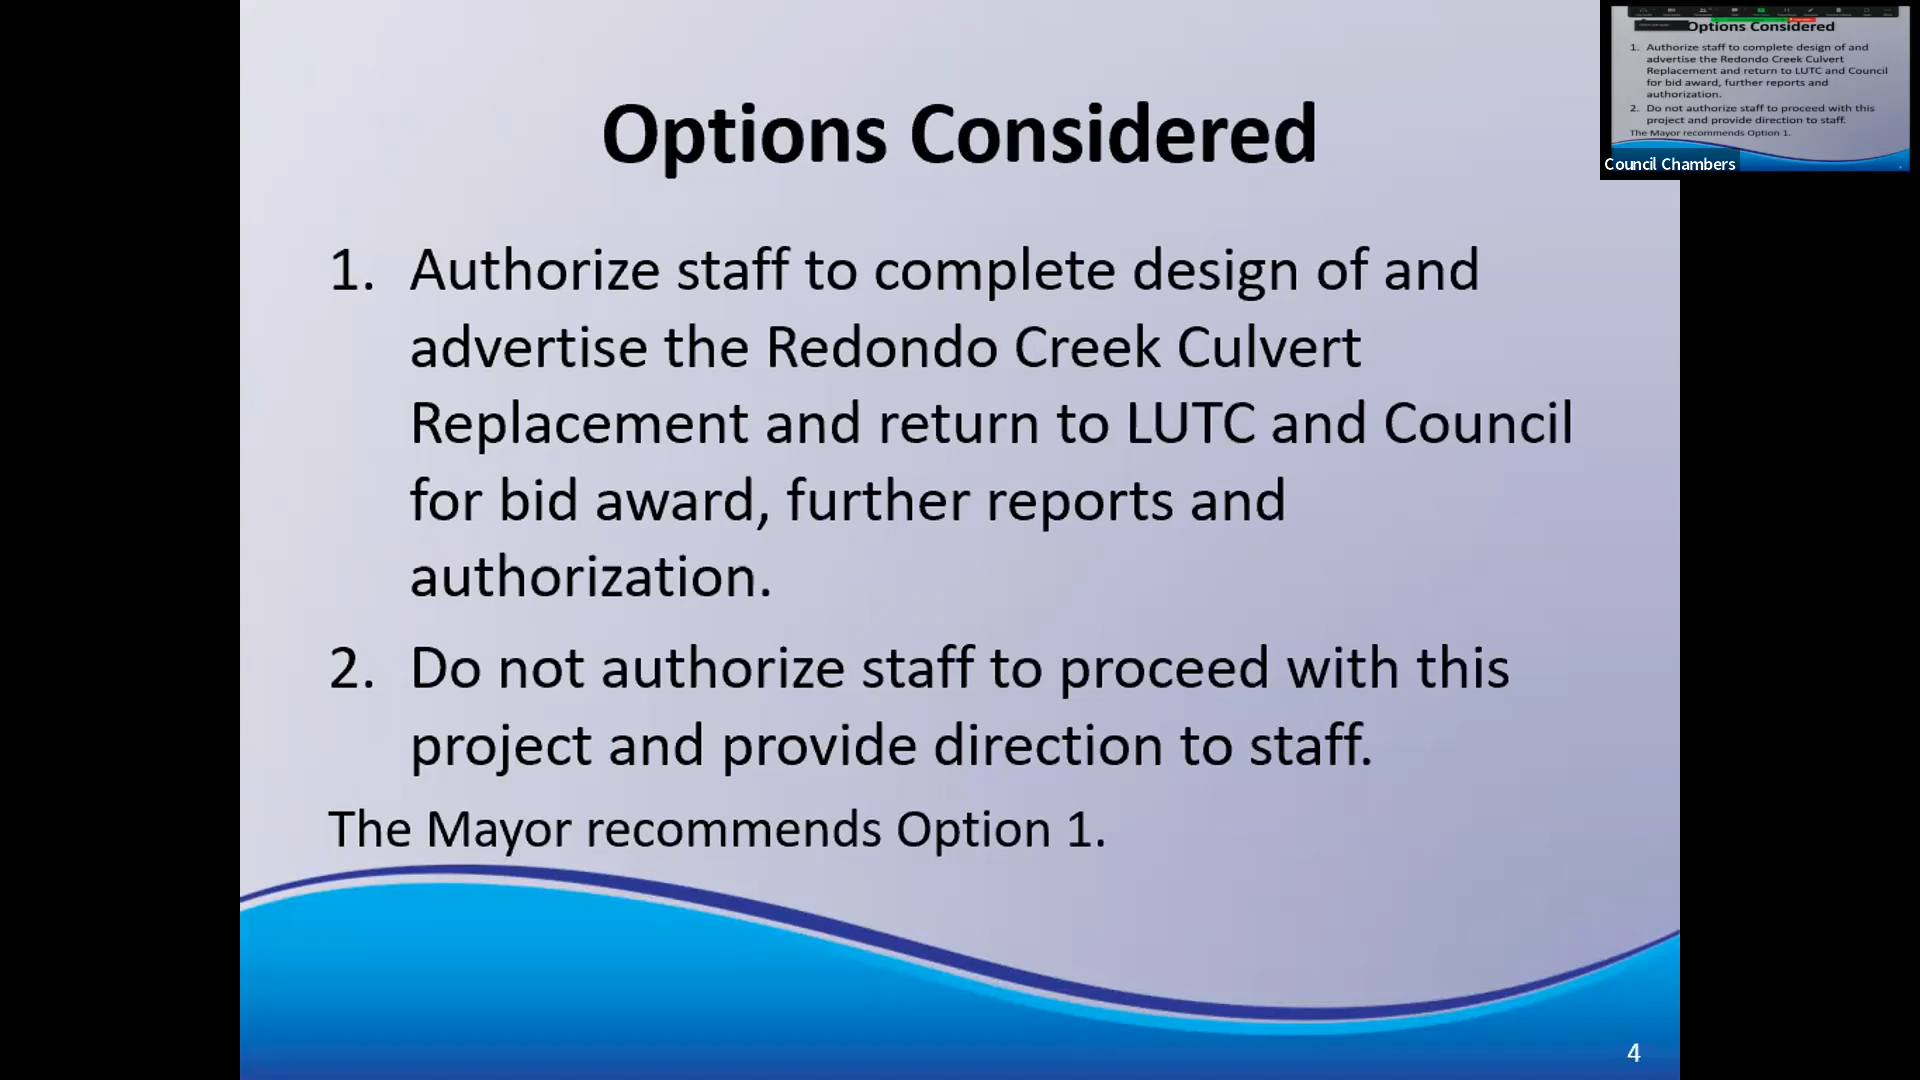 Options Considered
1. Authorize staff to complete design of and
advertise the Redondo Creek Culvert
Replacement and return to LUTC and Council
for bid award, further reports and
authorization.
2. Do not authorize staff to proceed with this
project and provide direction to staff.
The Mayor recommends Option 1.
4
Options Considered
1. Authorize staff to complete design of and
advertise the Redondo Creek Culvert
Replacement and return to LUTC and Council
for bid award, further reports and
authorization.
2. Do not authorize staff to proceed with this
project and provide direction to staff.
The Mayor recommends Option 1.
Council Chambers